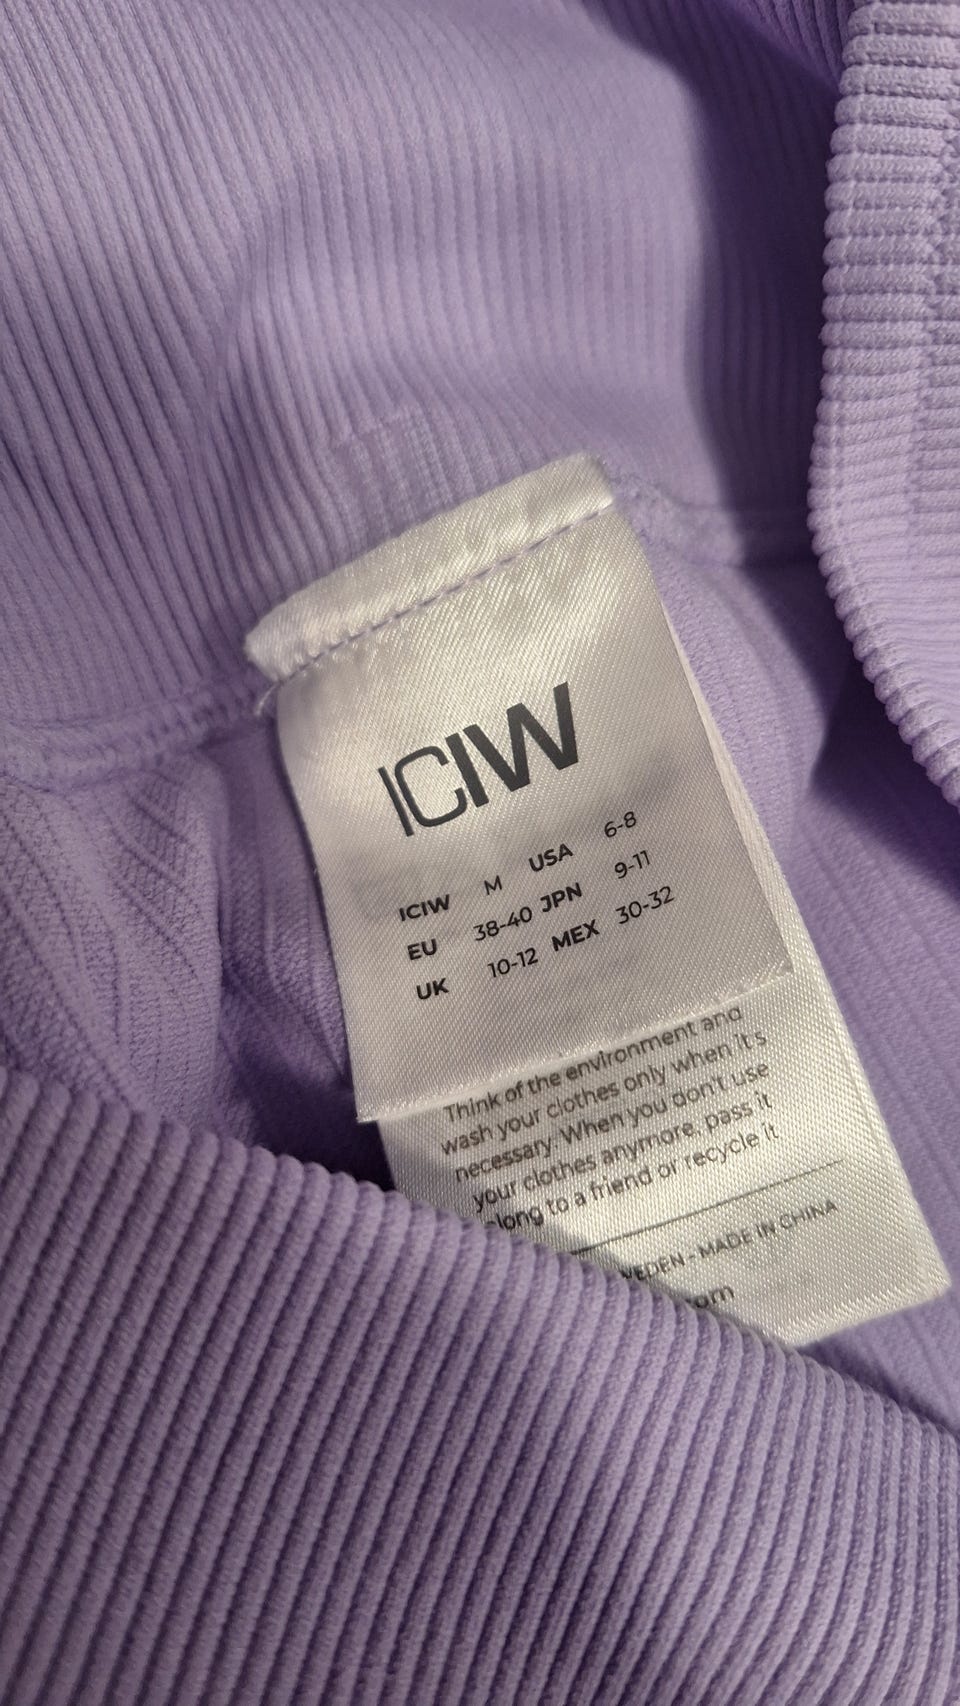 ICIW
ICIW M USA 6-8
EU 38-40 JPN 9-11
UK 10-12 MEX 30-32
Think of the environment and
wash your clothes only when it's
necessary. When you don't use
your clothes anymore, pass it
along to a friend or recycle it
- MADE IN CHINA